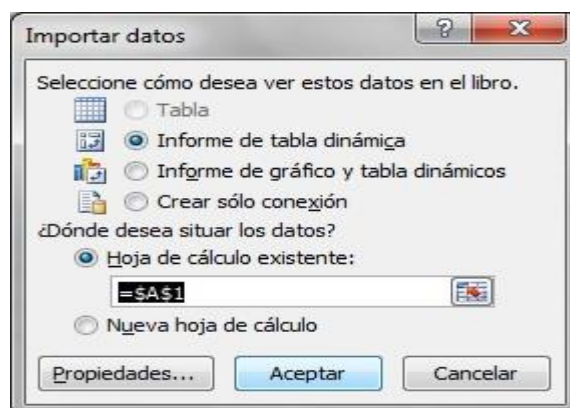 Importar datos
Seleccione cómo desea ver estos datos en el libro.
Tabla
Informe de tabla dinámica
Informe de gráfico y tabla dinámicos
Crear sólo conexión
¿Dónde desea situar los datos?
Hoja de cálculo existente:
=$A$1
Nueva hoja de cálculo
Propiedades... Aceptar Cancelar